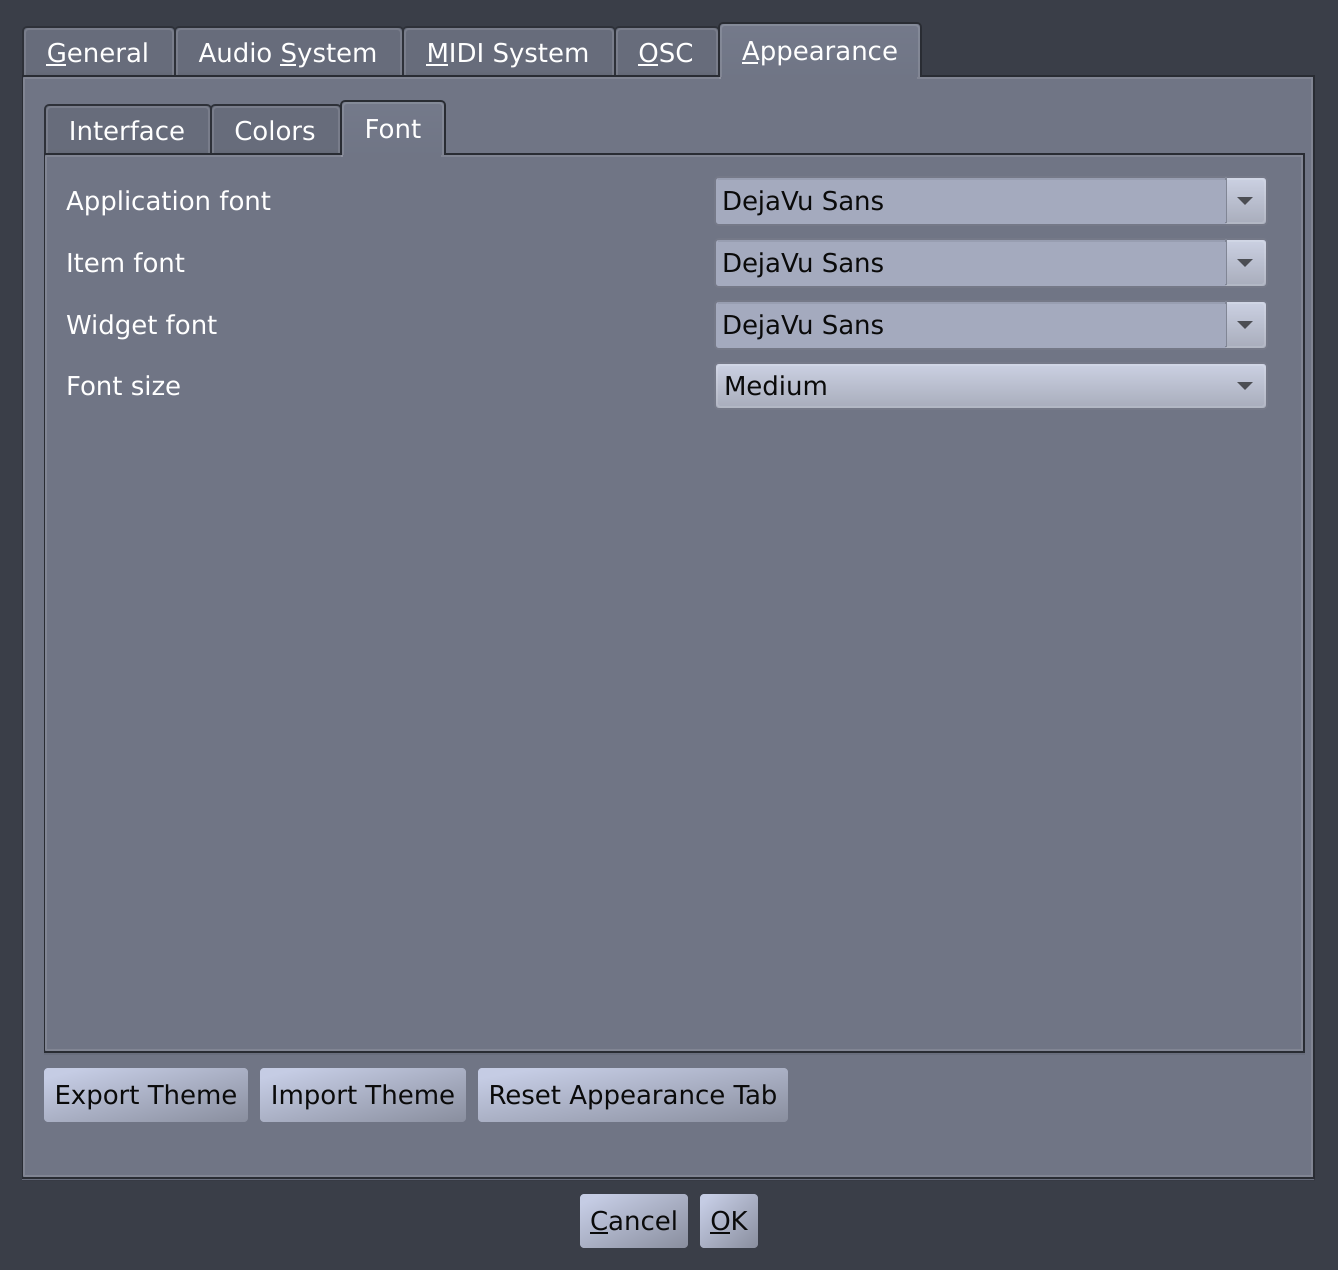 General Audio System MIDI System OSC Appearance
Interface Colors Font
Application font DejaVu Sans
Item font DejaVu Sans
Widget font DejaVu Sans
Font size Medium
Export Theme Import Theme Reset Appearance Tab
Cancel OK